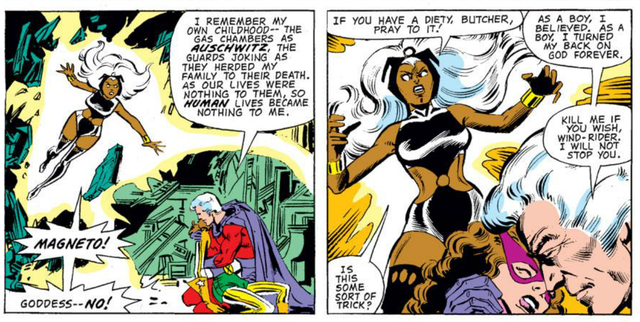 I REMEMBER MY
OWN CHILDHOOD-- THE
GAS CHAMBERS AS
AUSCHWITZ, THE
GUARDS JOKING AS
THEY HERDED MY
FAMILY TO THEIR DEATH.
AS OUR LIVES WERE
NOTHING TO THEM, SO
HUMAN LIVES BECAME
NOTHING TO ME.
MAGNETO!
GODDESS--NO!
IF YOU HAVE A DIETY, BUTCHER,
PRAY TO IT!
AS A BOY, I
BELIEVED. AS A
BOY, I TURNED
MY BACK ON
GOD FOREVER.
KILL ME IF
YOU WISH,
WIND-RIDER.
I WILL NOT
STOP YOU.
IS
THIS
SOME
SORT OF
TRICK?